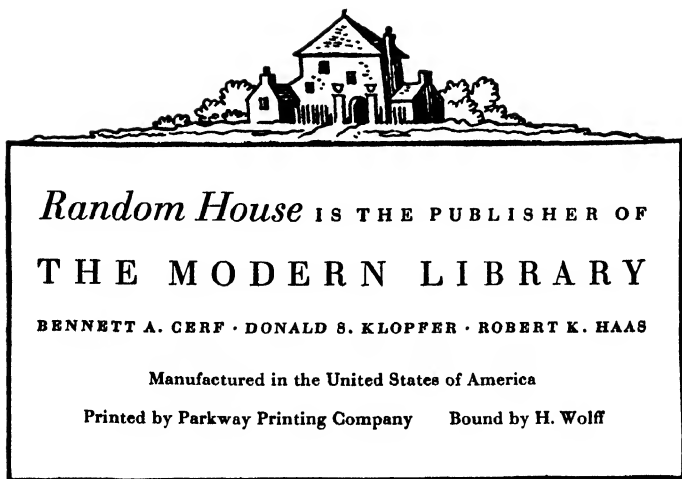 Random House IS THE PUBLISHER OF
THE MODERN LIBRARY
BENNETT A. CERF · DONALD S. KLOPFER · ROBERT K. HAAS
Manufactured in the United States of America
Printed by Parkway Printing Company Bound by H. Wolff